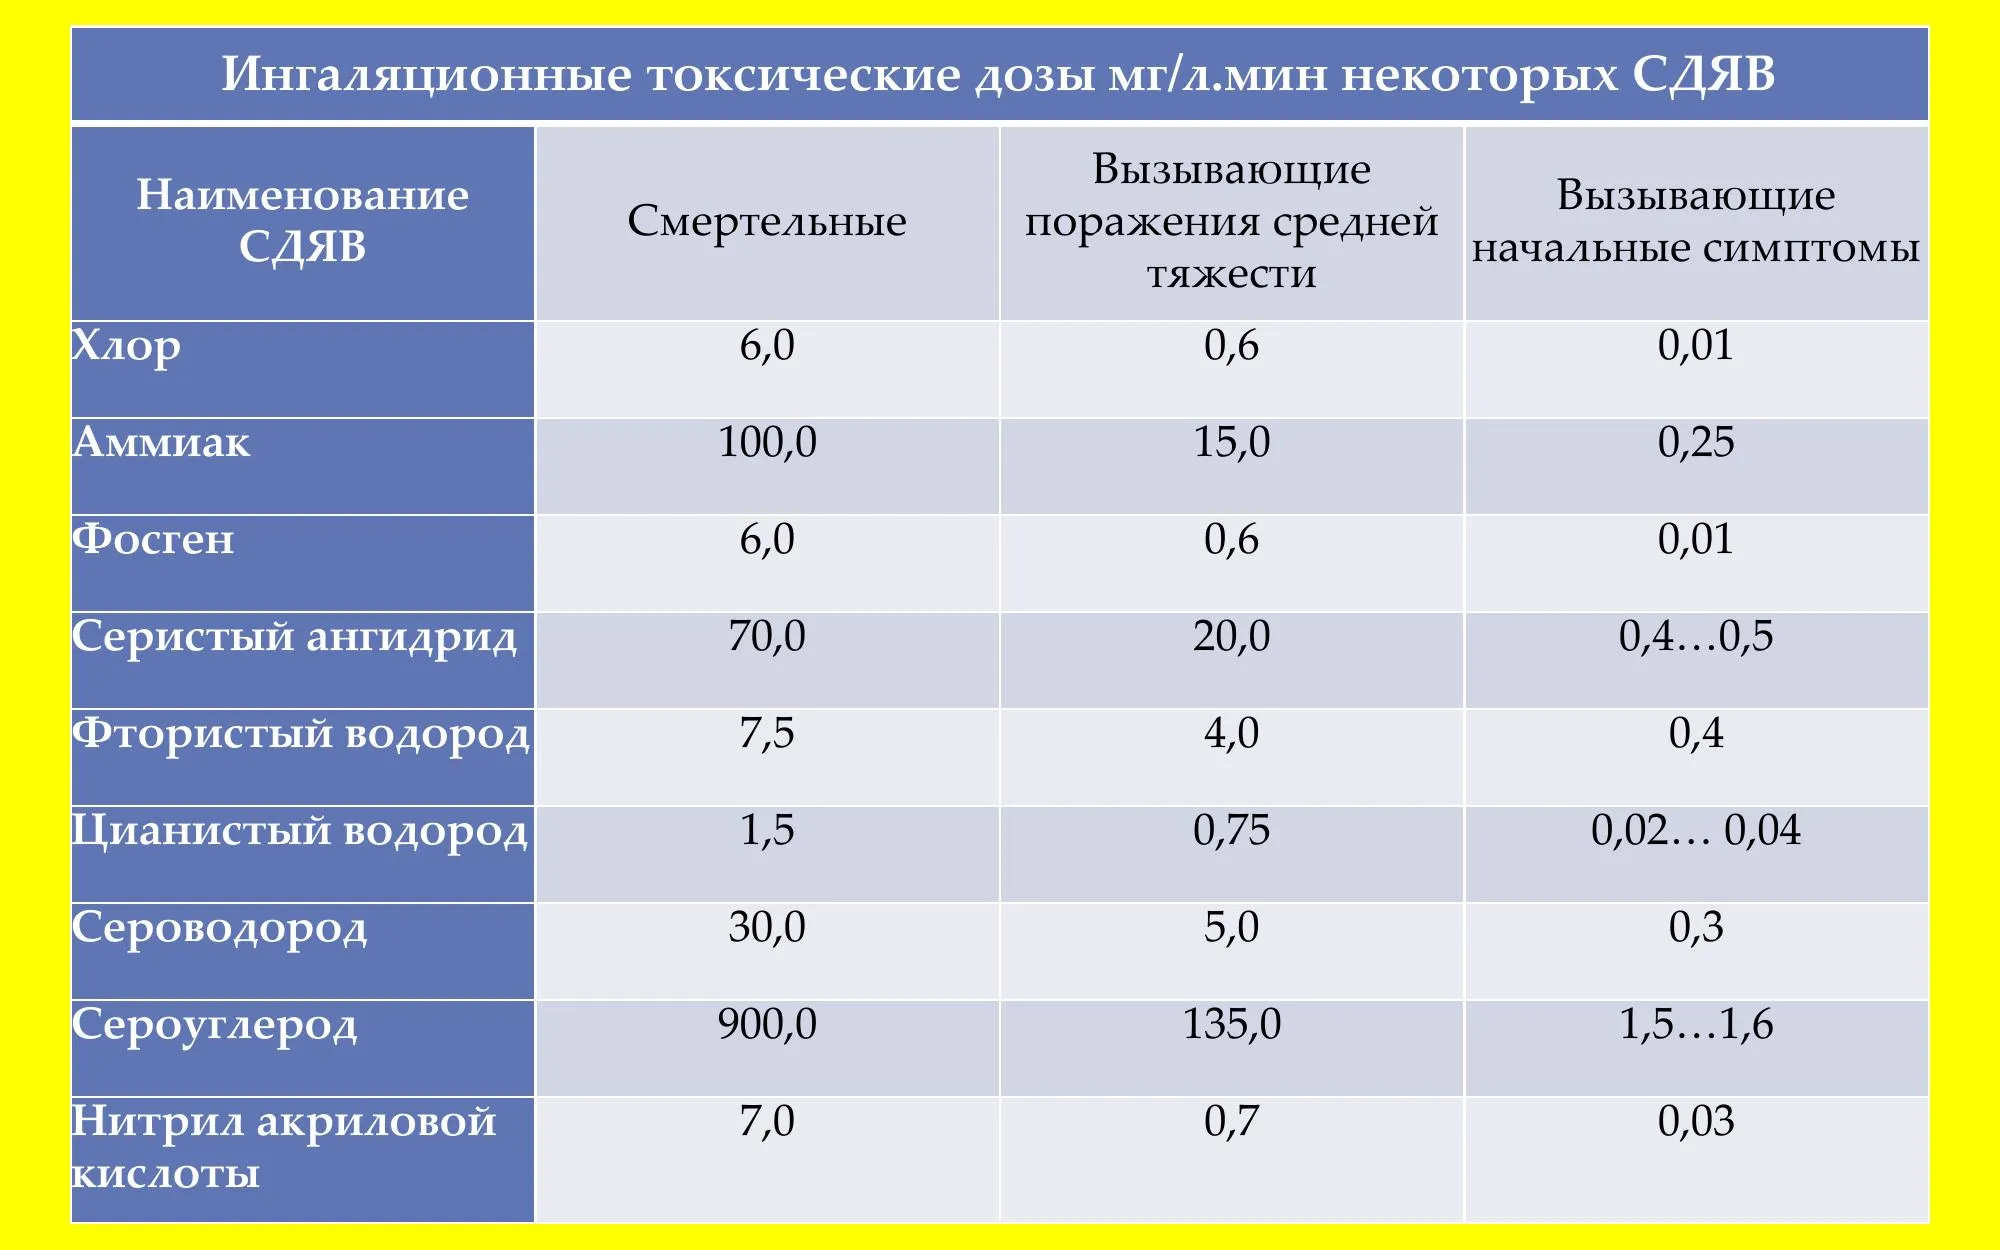 Ингаляционные токсические дозы мг/л.мин некоторых СДЯВ
Наименование
СДЯВ
Смертельные
Вызывающие
поражения средней
тяжести
Вызывающие
начальные симптомы
Хлор 6,0 0,6 0,01
Аммиак 100,0 15,0 0,25
Фосген 6,0 0,6 0,01
Серистый ангидрид 70,0 20,0 0,4…0,5
Фтористый водород 7,5 4,0 0,4
Цианистый водород 1,5 0,75 0,02… 0,04
Сероводород 30,0 5,0 0,3
Сероуглерод 900,0 135,0 1,5…1,6
Нитрил акриловой
кислоты
7,0 0,7 0,03